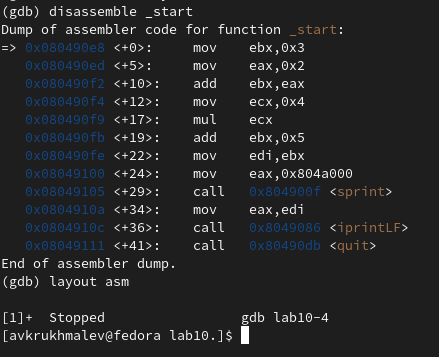 (gdb) disassemble _start
Dump of assembler code for function _start:
=> 0x080490e8 <+0>:     mov    ebx,0x3
   0x080490ed <+5>:     mov    eax,0x2
   0x080490f2 <+10>:    add    ebx,eax
   0x080490f4 <+12>:    mov    ecx,0x4
   0x080490f9 <+17>:    mul    ecx
   0x080490fb <+19>:    add    ebx,0x5
   0x080490fe <+22>:    mov    edi,ebx
   0x08049100 <+24>:    mov    eax,0x804a000
   0x08049105 <+29>:    call   0x804900f <sprint>
   0x0804910a <+34>:    mov    eax,edi
   0x0804910c <+36>:    call   0x8049086 <iprintLF>
   0x08049111 <+41>:    call   0x80490db <quit>
End of assembler dump.
(gdb) layout asm
[1]+  Stopped                 gdb lab10-4
[avkrukhmalev@fedora lab10.]$